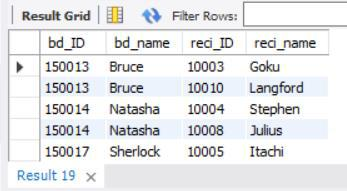 Result Grid Filter Rows:
bd_ID bd_name reci_ID reci_name
150013 Bruce 10003 Goku
150013 Bruce 10010 Langford
150014 Natasha 10004 Stephen
150014 Natasha 10008 Julius
150017 Sherlock 10005 Itachi
Result 19 ×